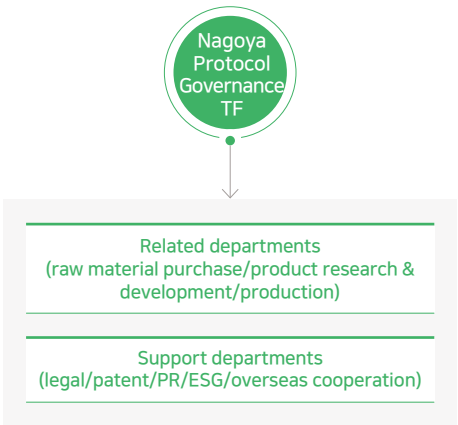 Nagoya
Protocol
Governance
TF
Related departments
(raw material purchase/product research &
development/production)
Support departments
(legal/patent/PR/ESG/overseas cooperation)